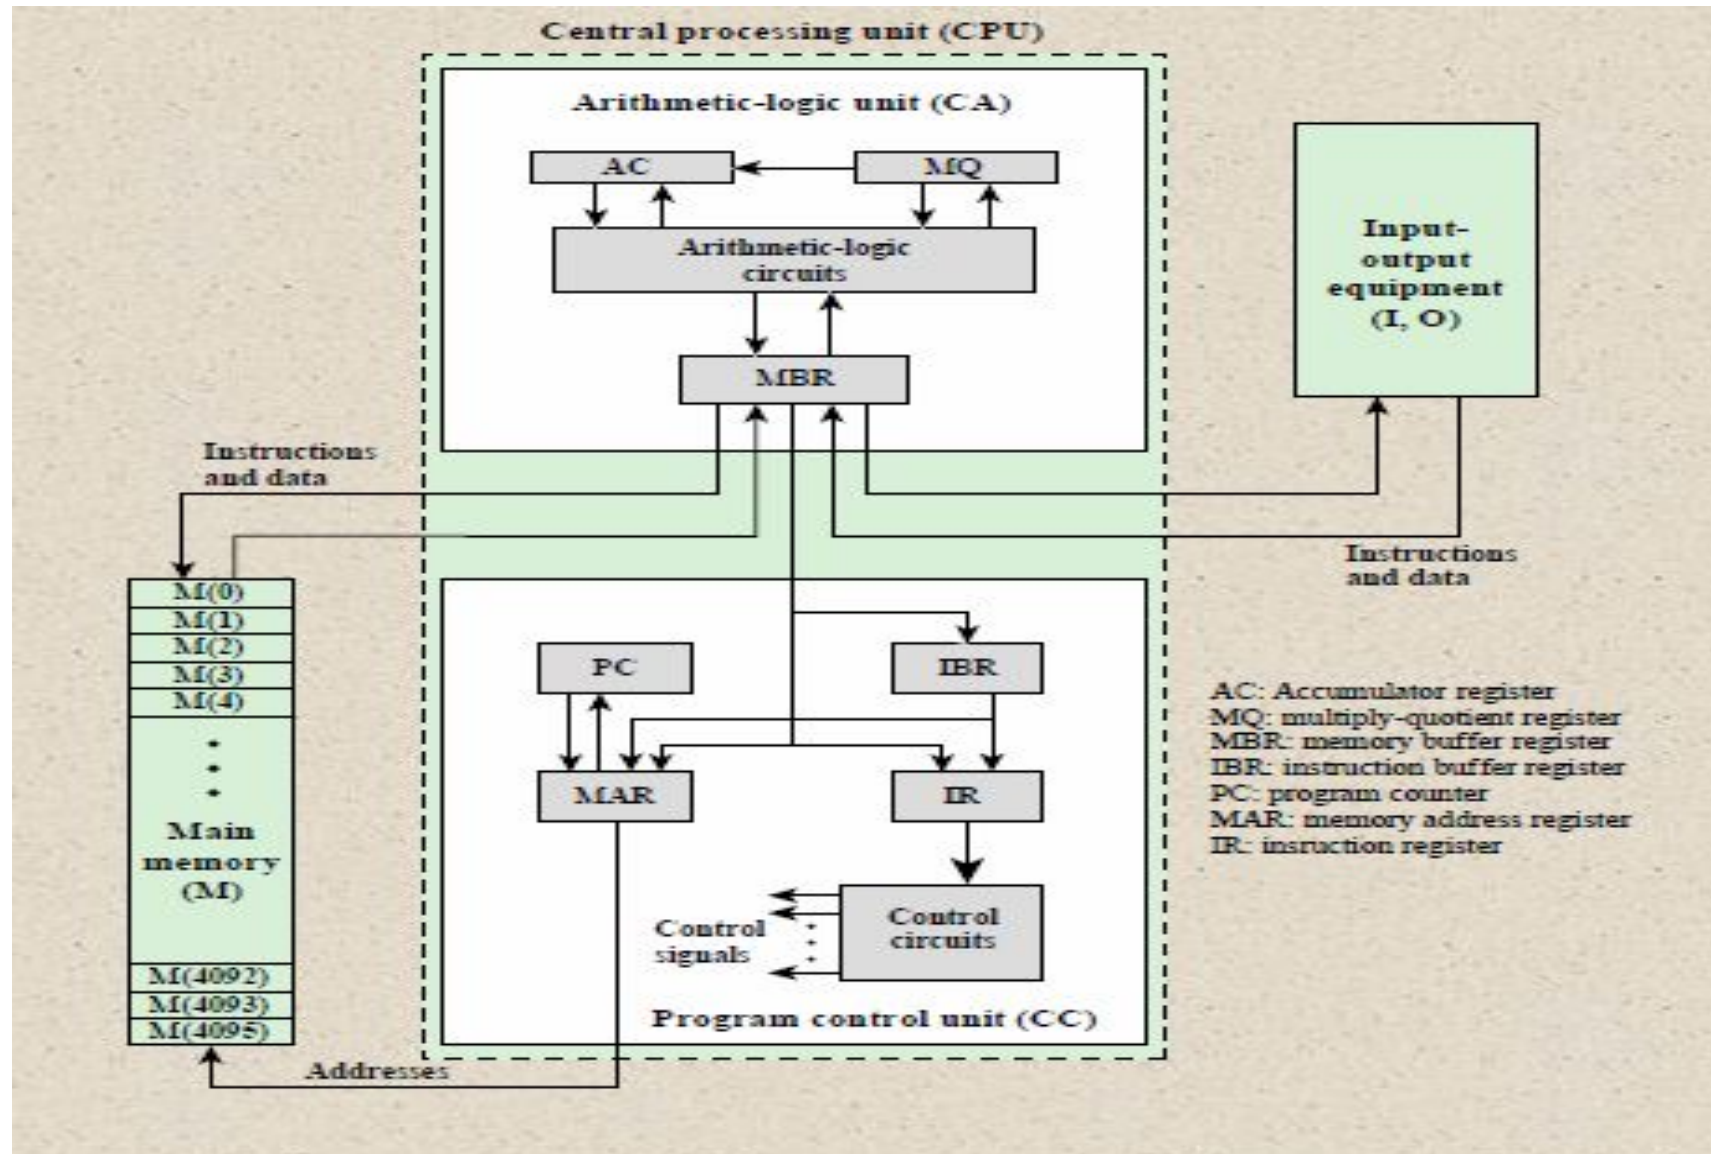 Central processing unit (CPU)
Arithmetic-logic unit (CA)
AC
MQ
Arithmetic-logic
circuits
MBR
Input-
output
equipment
(I, O)
Instructions
and data
Instructions
and data
M(0)
M(1)
M(2)
M(3)
M(4)
Main
memory
(M)
M(4092)
M(4093)
M(4095)
PC
IBR
MAR
IR
Control
circuits
Control
signals
Program control unit (CC)
Addresses
AC: Accumulator register
MQ: multiply-quotient register
MBR: memory buffer register
IBR: instruction buffer register
PC: program counter
MAR: memory address register
IR: insruction register